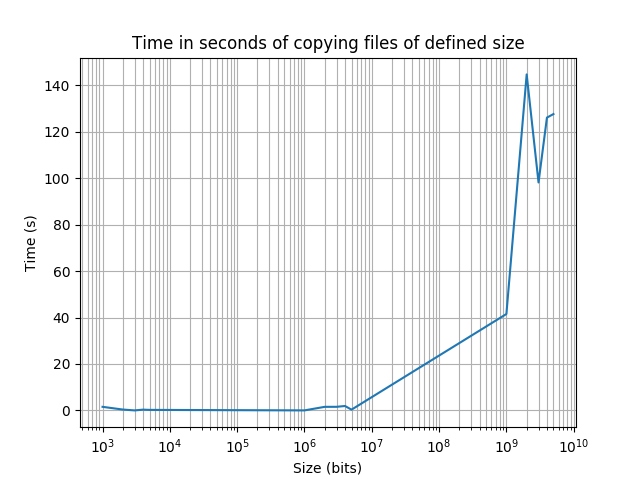 Time in seconds of copying files of defined size
140
120
100
80
60
40
20
0
Time (s)
10³ 10⁴ 10⁵ 10⁶ 10⁷ 10⁸ 10⁹ 10¹⁰
Size (bits)